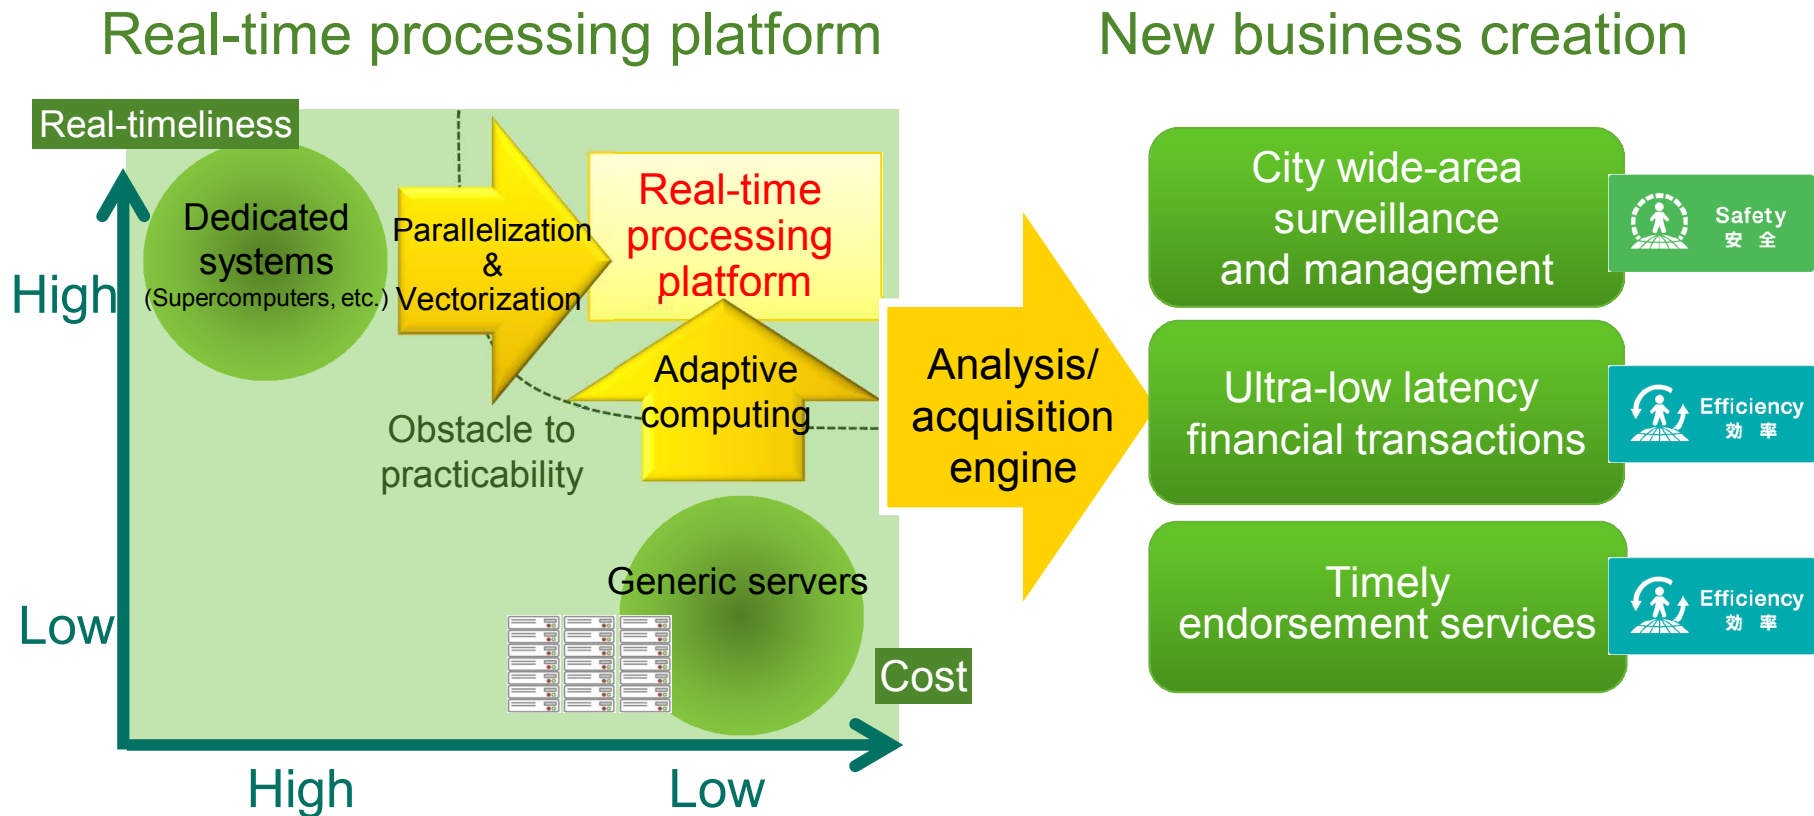 Real-time processing platform
New business creation
Real-timeliness
High
Low
Dedicated
systems
(Supercomputers, etc.)
Parallelization
&
Vectorization
Real-time
processing
platform
Adaptive
computing
Obstacle to
practicability
Generic servers
Cost
High
Low
Analysis/
acquisition
engine
City wide-area
surveillance
and management
Safety
安全
Ultra-low latency
financial transactions
Efficiency
効率
Timely
endorsement services
Efficiency
効率